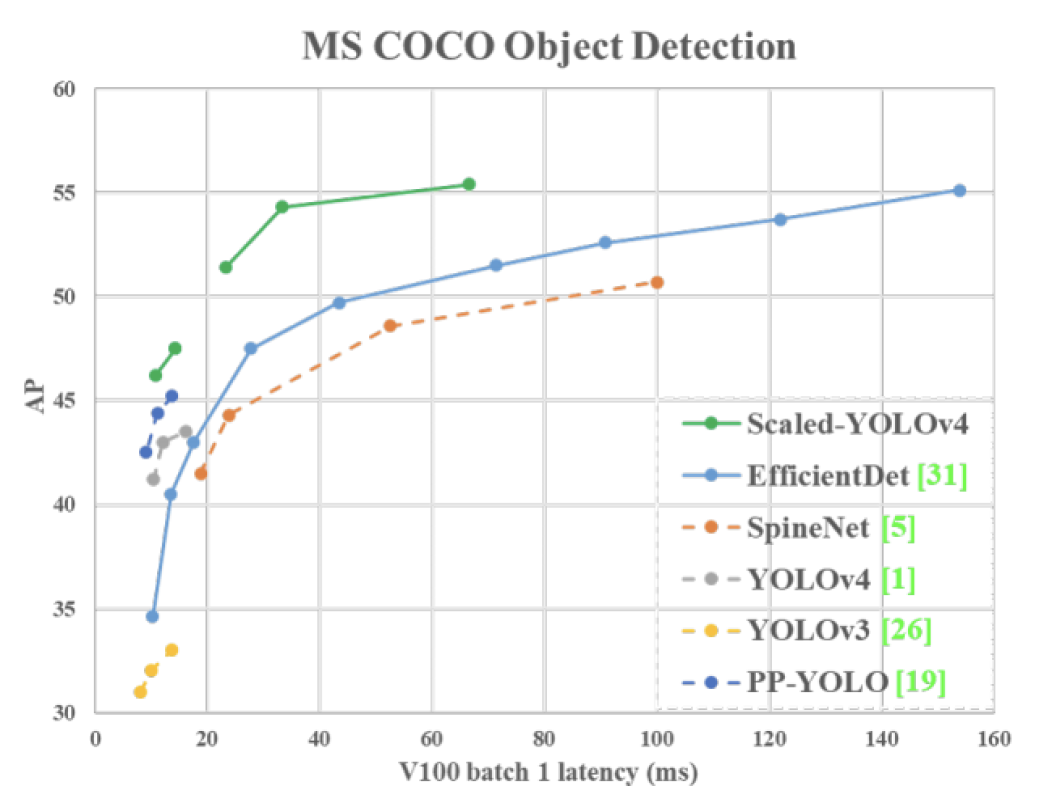 MS COCO Object Detection
60
55
50
45
40
35
30
AP
Scaled-YOLOv4
EfficientDet [31]
SpineNet [5]
YOLOv4 [1]
YOLOv3 [26]
PP-YOLO [19]
0 20 40 60 80 100 120 140 160
V100 batch 1 latency (ms)